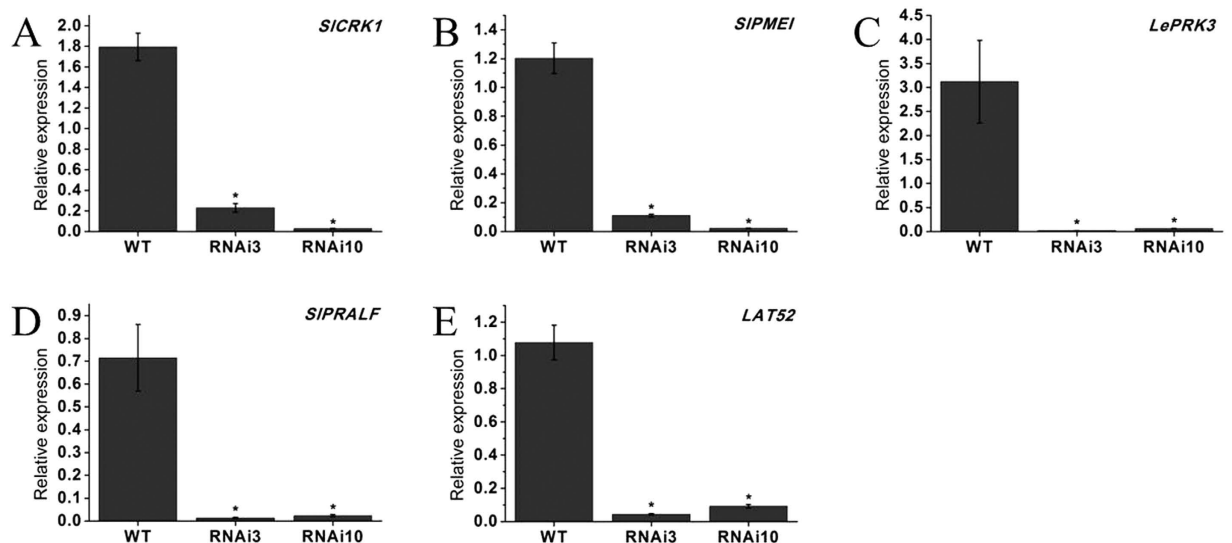 A
SlCRK1
Relative expression
2.0
1.8
1.6
1.4
1.2
1.0
0.8
0.6
0.4
0.2
0.0
*
*
WT RNAi3 RNAi10
B
SlPMEI
Relative expression
1.4
1.2
1.0
0.8
0.6
0.4
0.2
0.0
*
*
WT RNAi3 RNAi10
C
LePRK3
Relative expression
4.5
4.0
3.5
3.0
2.5
2.0
1.5
1.0
0.5
0.0
*
*
WT RNAi3 RNAi10
D
SlPRALF
Relative expression
0.9
0.8
0.7
0.6
0.5
0.4
0.3
0.2
0.1
0.0
*
*
WT RNAi3 RNAi10
E
LAT52
Relative expression
1.2
1.0
0.8
0.6
0.4
0.2
0.0
*
*
WT RNAi3 RNAi10